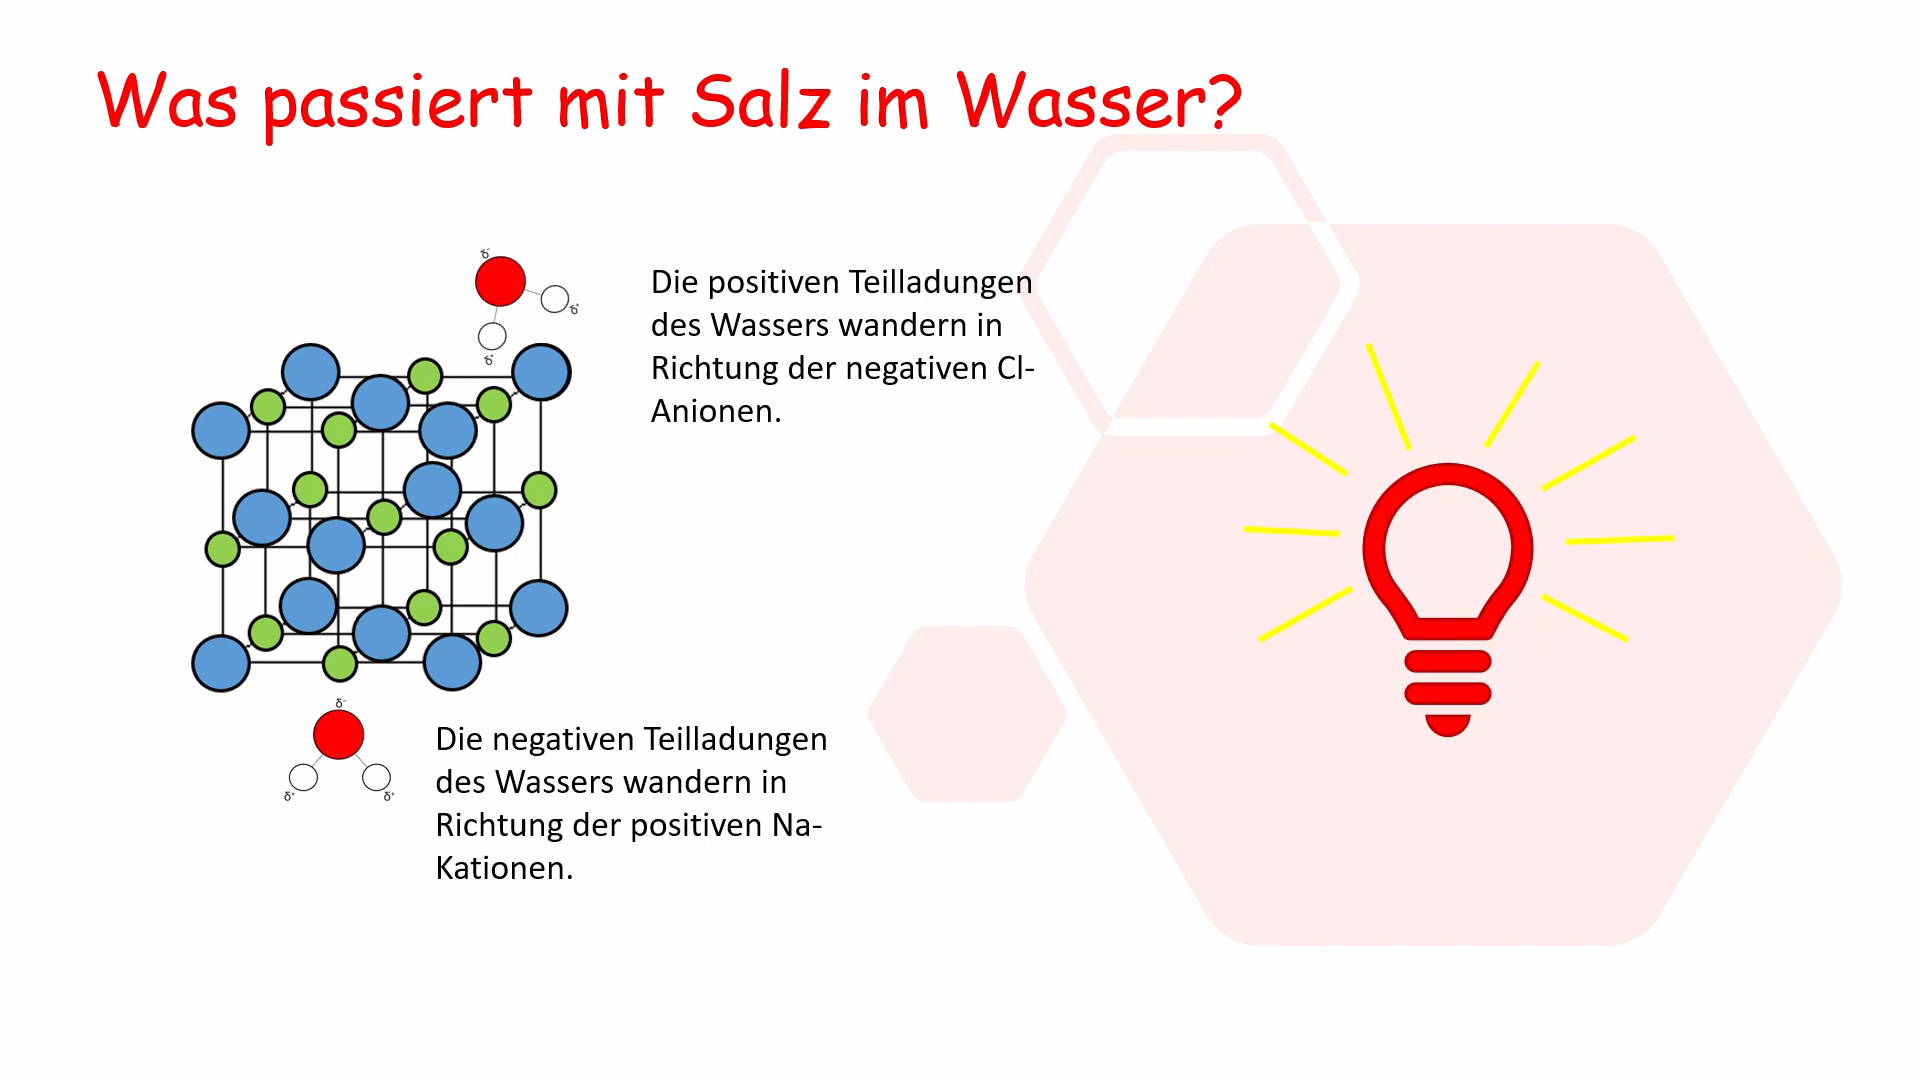 Was passiert mit Salz im Wasser?
δ⁻
δ⁺
δ⁺
Die positiven Teilladungen
des Wassers wandern in
Richtung der negativen Cl-
Anionen.
δ⁻
δ⁺
δ⁺
Die negativen Teilladungen
des Wassers wandern in
Richtung der positiven Na-
Kationen.